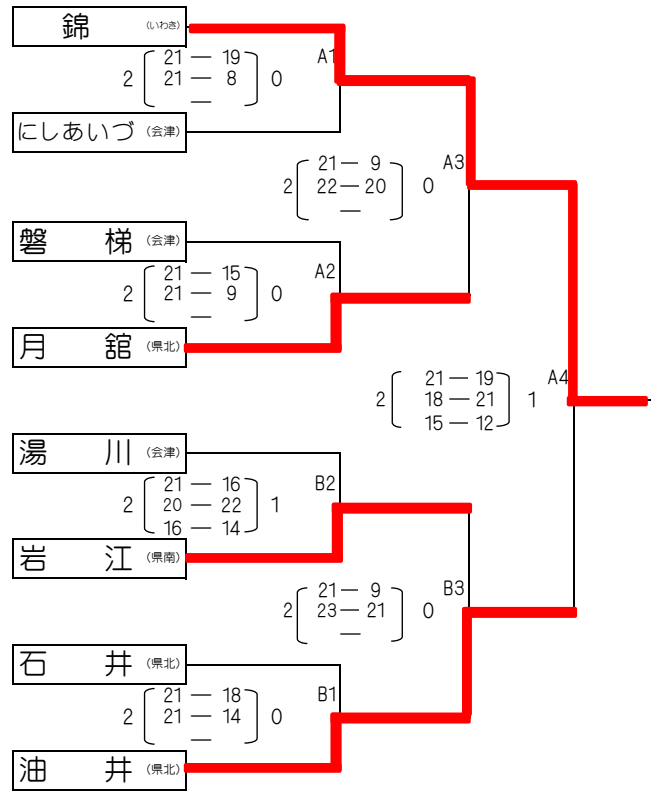 錦 (いわき)
A1
21 ― 19
2 21 ― 8 0
―
にしあいづ (会津)
A3
21 ― 9
2 22 ― 20 0
―
磐 梯 (会津)
A2
21 ― 15
2 21 ― 9 0
―
月 舘 (県北)
A4
21 ― 19
2 18 ― 21 1
15 ― 12
湯 川 (会津)
B2
21 ― 16
2 20 ― 22 1
16 ― 14
岩 江 (県南)
B3
21 ― 9
2 23 ― 21 0
―
石 井 (県北)
B1
21 ― 18
2 21 ― 14 0
―
油 井 (県北)